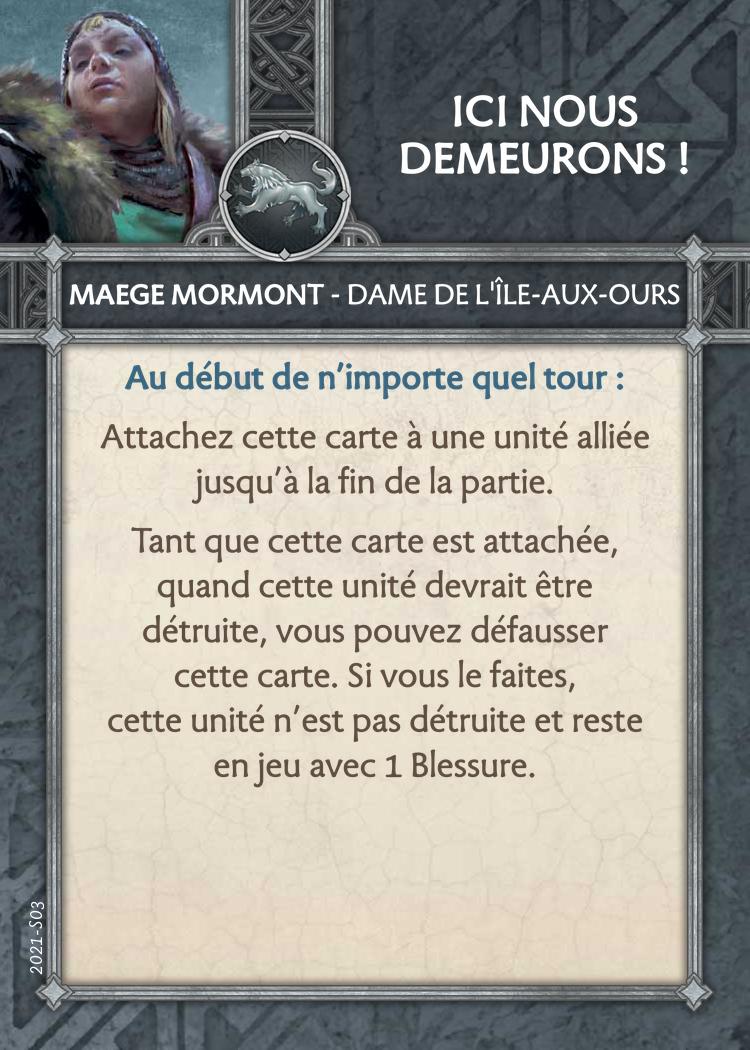 ICI NOUS
DEMEURONS !
MAEGE MORMONT - DAME DE L'ÎLE-AUX-OURS
Au début de n’importe quel tour :
Attachez cette carte à une unité alliée
jusqu’à la fin de la partie.
Tant que cette carte est attachée,
quand cette unité devrait être
détruite, vous pouvez défausser
cette carte. Si vous le faites,
cette unité n’est pas détruite et reste
en jeu avec 1 Blessure.
2021-S03